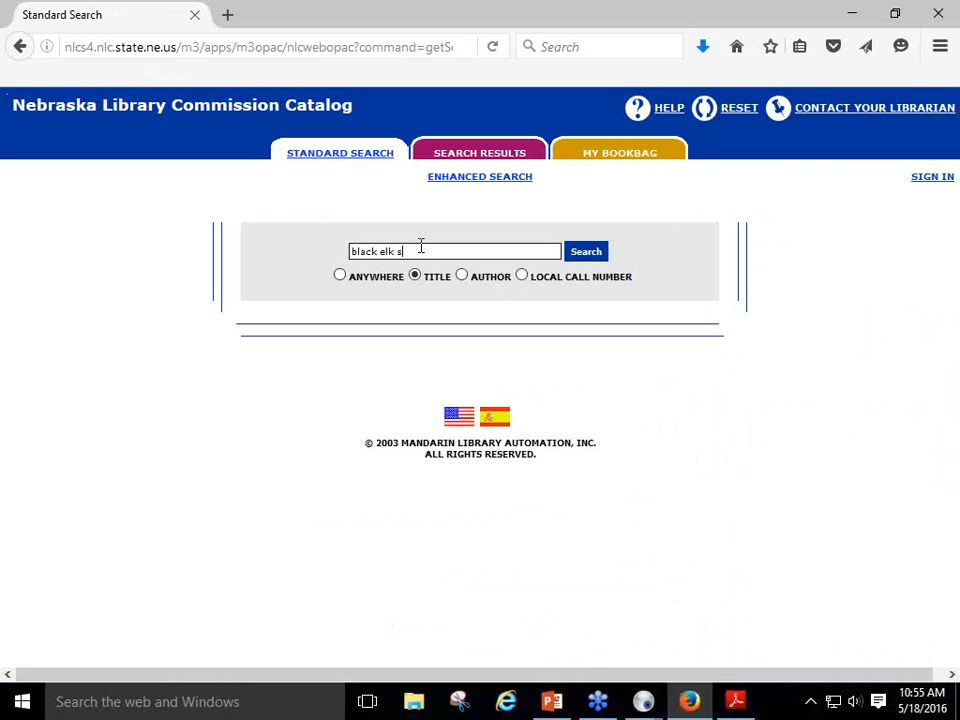 Standard Search
nlcs4.nlc.state.ne.us/m3/apps/m3opac/nlcwebopac?command=getSe
Search
Nebraska Library Commission Catalog
HELP
RESET
CONTACT YOUR LIBRARIAN
STANDARD SEARCH
SEARCH RESULTS
MY BOOKBAG
ENHANCED SEARCH
SIGN IN
black elk s
Search
ANYWHERE
TITLE
AUTHOR
LOCAL CALL NUMBER
© 2003 MANDARIN LIBRARY AUTOMATION, INC.
ALL RIGHTS RESERVED.
Search the web and Windows
10:55 AM
5/18/2016